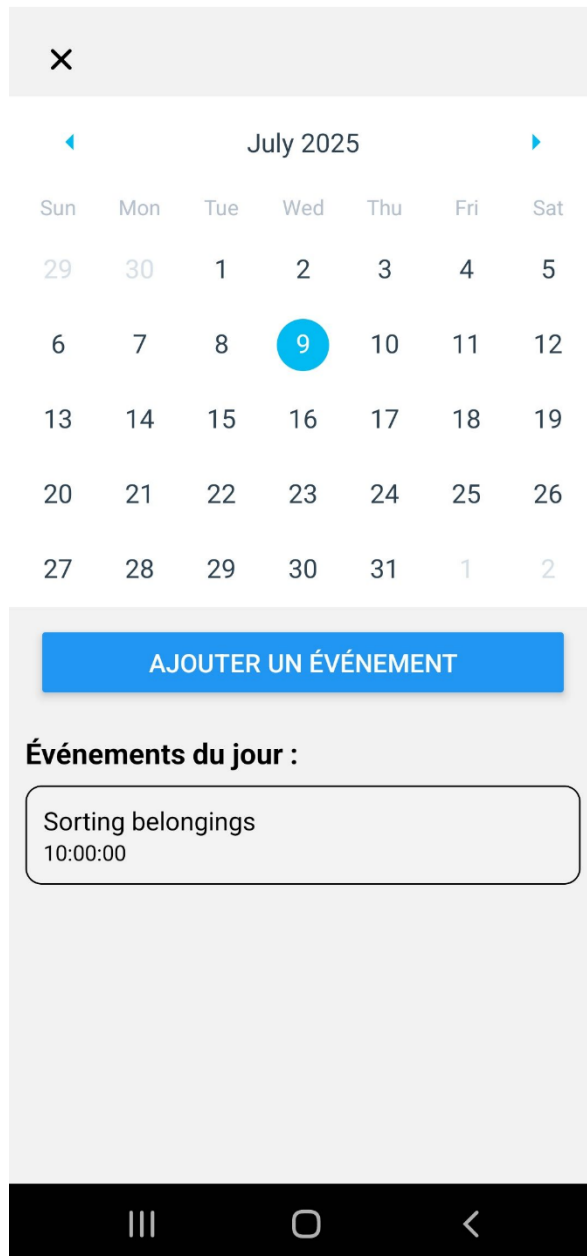 July 2025
Sun Mon Tue Wed Thu Fri Sat
29 30 1 2 3 4 5
6 7 8 9 10 11 12
13 14 15 16 17 18 19
20 21 22 23 24 25 26
27 28 29 30 31 1 2
AJOUTER UN ÉVÉNEMENT
Événements du jour :
Sorting belongings
10:00:00